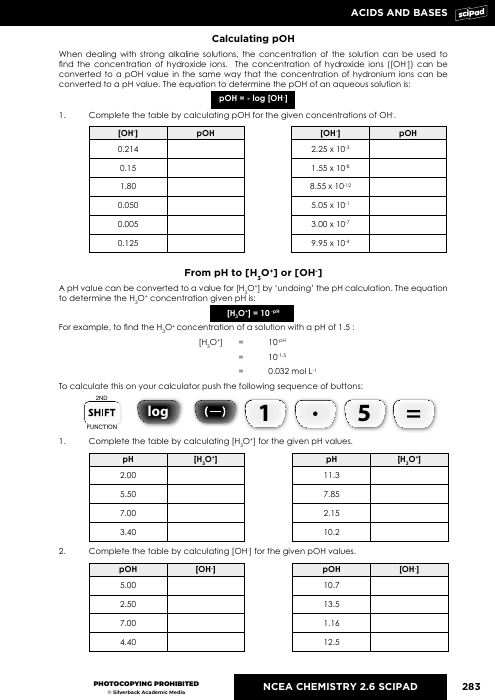 ACIDS AND BASES scipad
Calculating pOH
When dealing with strong alkaline solutions, the concentration of the solution can be used to
find the concentration of hydroxide ions. The concentration of hydroxide ions ([OH⁻]) can be
converted to a pOH value in the same way that the concentration of hydronium ions can be
converted to a pH value. The equation to determine the pOH of an aqueous solution is:
pOH = - log [OH⁻]
1. Complete the table by calculating pOH for the given concentrations of OH⁻.
[OH⁻] pOH [OH⁻] pOH
0.214 2.25 x 10⁻³
0.15 1.55 x 10⁻⁸
1.80 8.55 x 10⁻¹²
0.050 5.05 x 10⁻¹
0.005 3.00 x 10⁻⁷
0.125 9.95 x 10⁻⁴
From pH to [H₃O⁺] or [OH⁻]
A pH value can be converted to a value for [H₃O⁺] by ‘undoing’ the pH calculation. The equation
to determine the H₃O⁺ concentration given pH is:
[H₃O⁺] = 10⁻ᵖᴴ
For example, to find the H₃O⁺ concentration of a solution with a pH of 1.5 :
[H₃O⁺] = 10⁻ᵖᴴ
= 10⁻¹·⁵
= 0.032 mol L⁻¹
To calculate this on your calculator push the following sequence of buttons:
2ND
SHIFT log (—) 1 · 5 =
FUNCTION
1. Complete the table by calculating [H₃O⁺] for the given pH values.
pH [H₃O⁺] pH [H₃O⁺]
2.00 11.3
5.50 7.85
7.00 2.15
3.40 10.2
2. Complete the table by calculating [OH⁻] for the given pOH values.
pOH [OH⁻] pOH [OH⁻]
5.00 10.7
2.50 13.5
7.00 1.16
4.40 12.5
PHOTOCOPYING PROHIBITED
© Silverback Academic Media
NCEA CHEMISTRY 2.6 SCIPAD 283